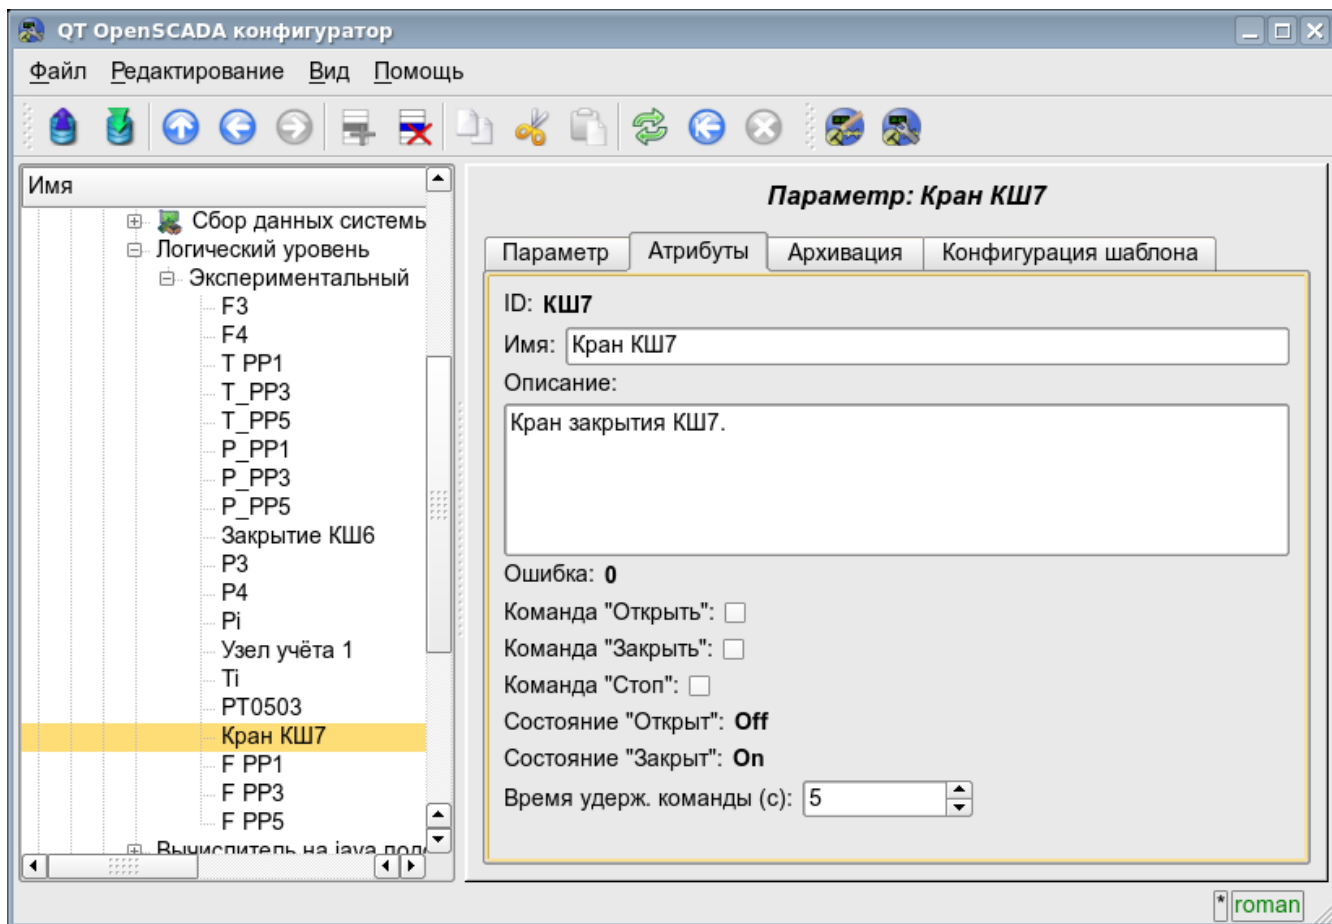 QT OpenSCADA конфигуратор
Файл Редактирование Вид Помощь
Имя
Сбор данных системы
Логический уровень
Экспериментальный
F3
F4
T PP1
T_PP3
T_PP5
P_PP1
P_PP3
P_PP5
Закрытие КШ6
P3
P4
Pi
Узел учёта 1
Ti
PT0503
Кран КШ7
F PP1
F PP3
F PP5
Вычислитель на java
Параметр: Кран КШ7
Параметр Атрибуты Архивация Конфигурация шаблона
ID: КШ7
Имя: Кран КШ7
Описание:
Кран закрытия КШ7.
Ошибка: 0
Команда "Открыть":
Команда "Закрыть":
Команда "Стоп":
Состояние "Открыт": Off
Состояние "Закрыт": On
Время удерж. команды (с): 5
* roman